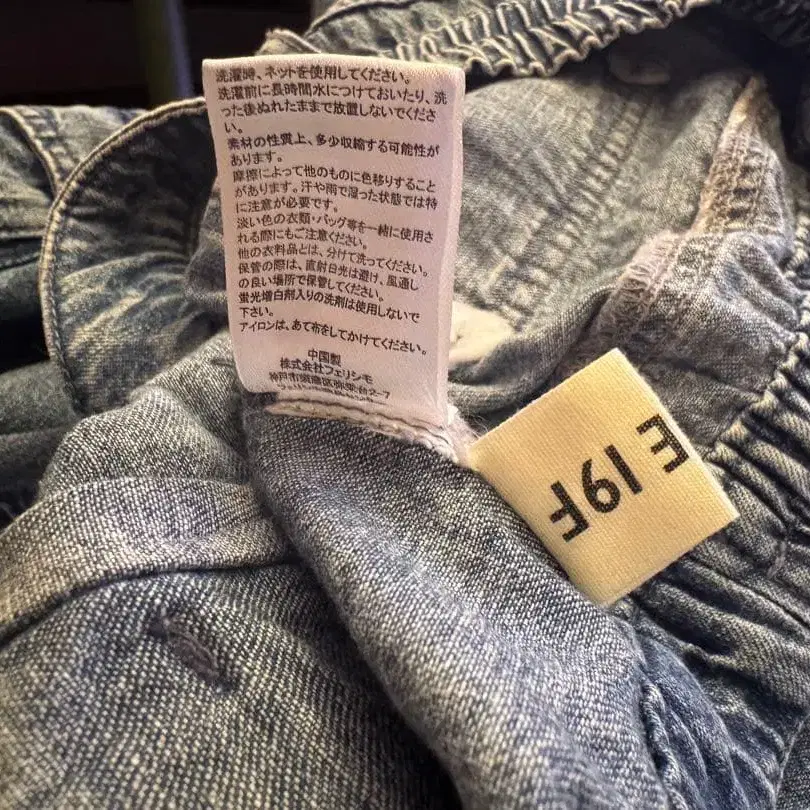 洗濯時、ネットを使用してください。
洗濯前に長時間水につけておいたり、洗
った後ぬれたままで放置しないでくださ
い。
素材の性質上、多少収縮する可能性が
あります。
摩擦によって他のものに色移りすること
があります。汗や雨で湿った状態では特
に注意が必要です。
淡い色の衣類・バッグ等を一緒に使用さ
れる際にもご注意ください。
他の衣料品とは、分けて洗ってください。
保管の際は、直射日光は避け、風通し
の良い場所で保管してください。
蛍光増白剤入りの洗剤は使用しないで
下さい。
アイロンは、あて布をしてかけてください。
中国製
株式会社フェリシモ
神戸市須磨区弥栄台2-7
E 19F